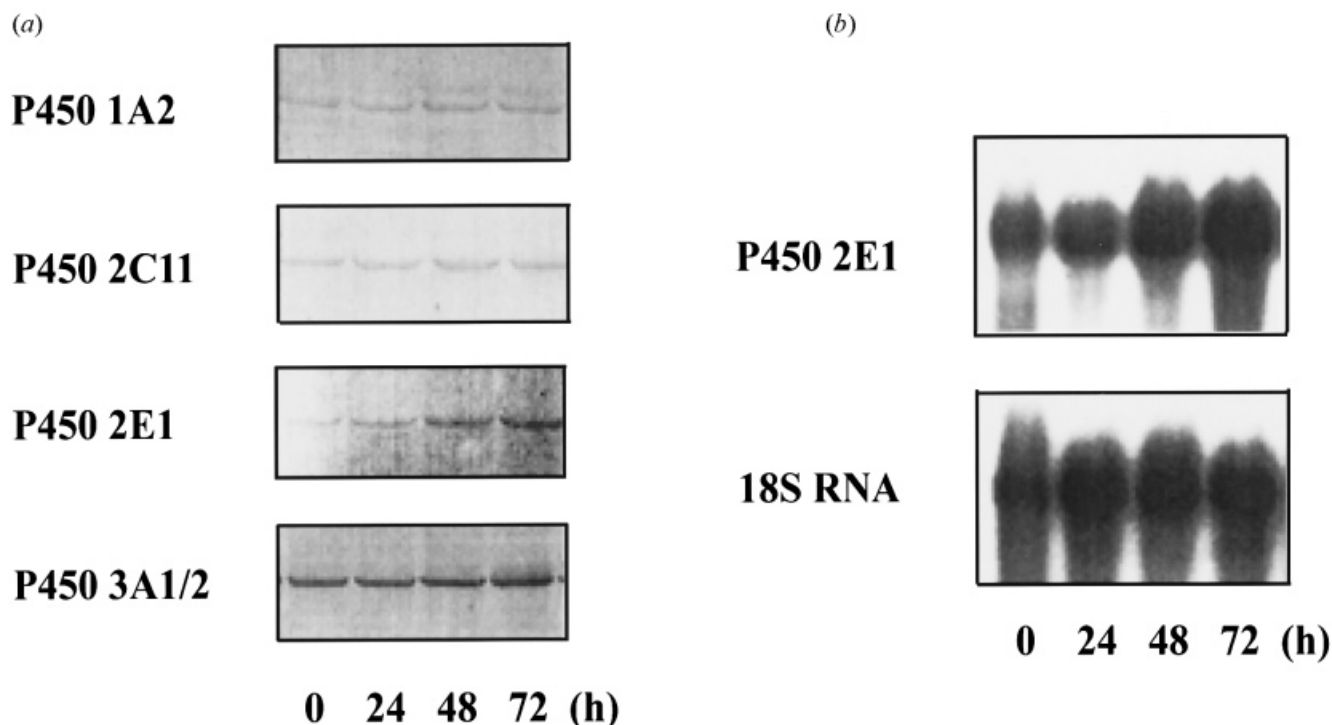 (a)
P450 1A2
P450 2C11
P450 2E1
P450 3A1/2
0 24 48 72 (h)
(b)
P450 2E1
18S RNA
0 24 48 72 (h)